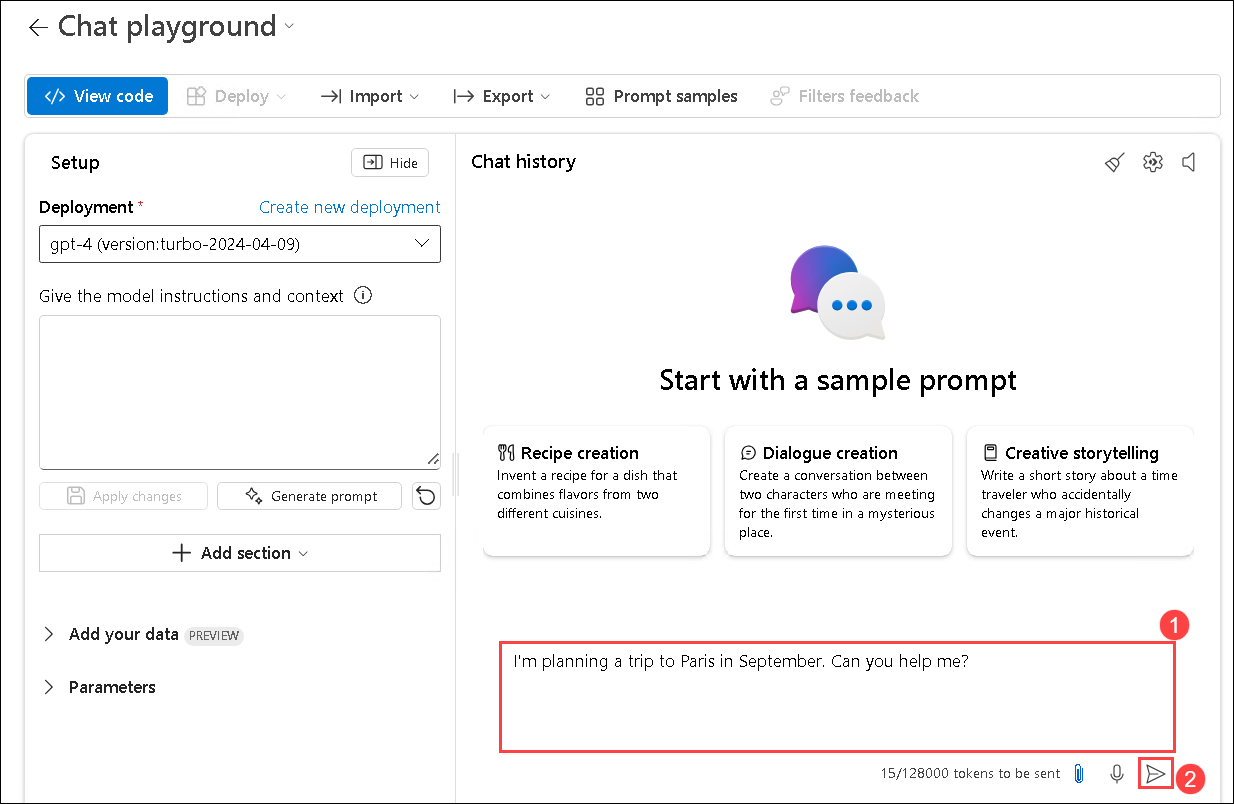 Chat playground
View code
Deploy
Import
Export
Prompt samples
Filters feedback
Setup
Hide
Deployment *
Create new deployment
gpt-4 (version:turbo-2024-04-09)
Give the model instructions and context
Apply changes
Generate prompt
Add section
Add your data PREVIEW
Parameters
Chat history
Start with a sample prompt
Recipe creation
Invent a recipe for a dish that
combines flavors from two
different cuisines.
Dialogue creation
Create a conversation between
two characters who are meeting
for the first time in a mysterious
place.
Creative storytelling
Write a short story about a time
traveler who accidentally
changes a major historical
event.
1
I'm planning a trip to Paris in September. Can you help me?
15/128000 tokens to be sent
2